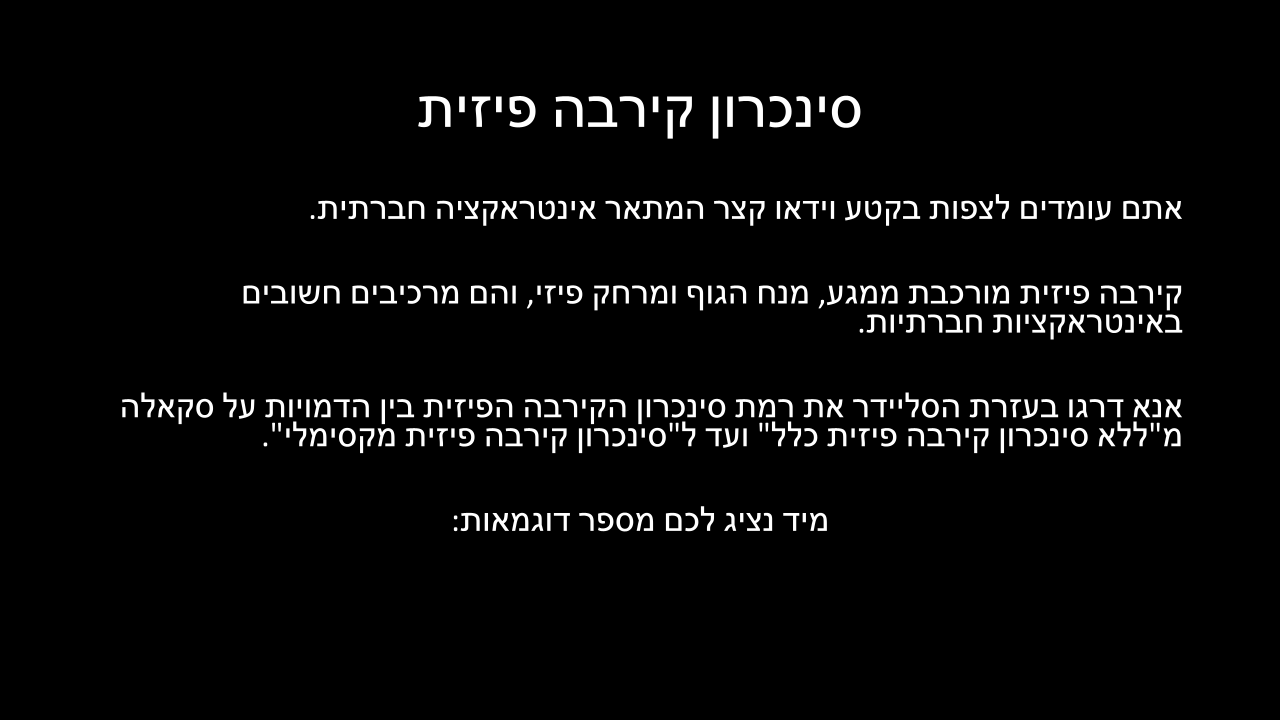 סינכרון קירבה פיזית
אתם עומדים לצפות בקטע וידאו קצר המתאר אינטראקציה חברתית.
קירבה פיזית מורכבת ממגע, מנח הגוף ומרחק פיזי, והם מרכיבים חשובים
באינטראקציות חברתיות.
אנא דרגו בעזרת הסליידר את רמת סינכרון הקירבה הפיזית בין הדמויות על סקאלה
מ"ללא סינכרון קירבה פיזית כלל" ועד ל"סינכרון קירבה פיזית מקסימלי".
מיד נציג לכם מספר דוגמאות: